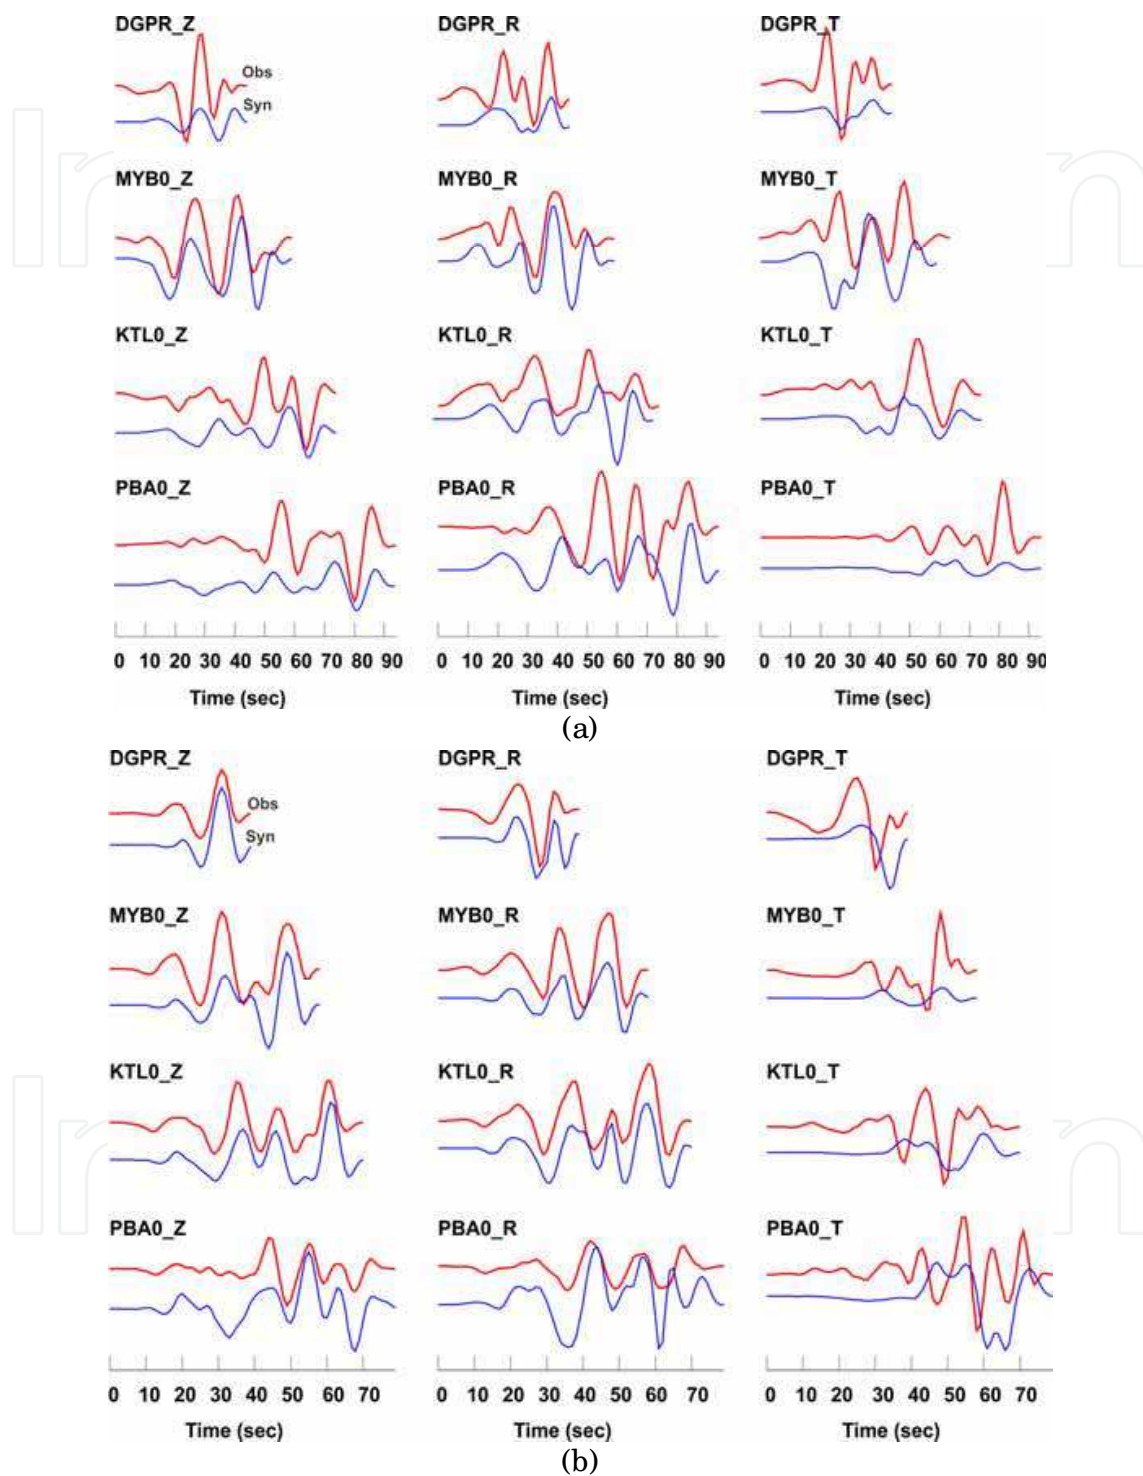 DGPR_Z DGPR_R DGPR_T
Obs
Syn
MYB0_Z MYB0_R MYB0_T
KTL0_Z KTL0_R KTL0_T
PBA0_Z PBA0_R PBA0_T
0 10 20 30 40 50 60 70 80 90 0 10 20 30 40 50 60 70 80 90 0 10 20 30 40 50 60 70 80 90
Time (sec) Time (sec) Time (sec)
(a)
DGPR_Z DGPR_R DGPR_T
Obs
Syn
MYB0_Z MYB0_R MYB0_T
KTL0_Z KTL0_R KTL0_T
PBA0_Z PBA0_R PBA0_T
0 10 20 30 40 50 60 70 0 10 20 30 40 50 60 70 0 10 20 30 40 50 60 70
Time (sec) Time (sec) Time (sec)
(b)